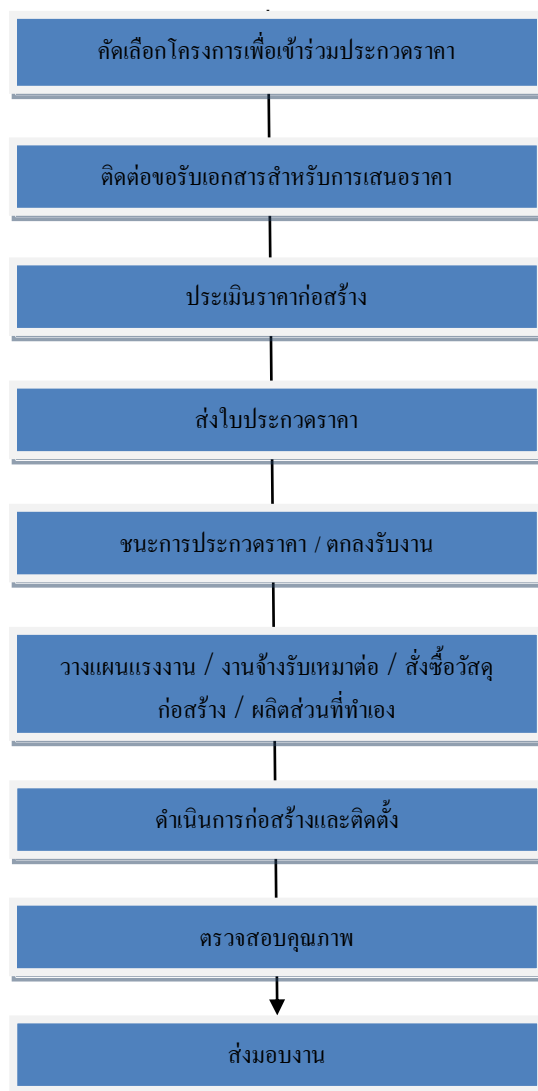 คัดเลือกโครงการเพื่อเข้าร่วมประกวดราคา
ติดต่อขอรับเอกสารสำหรับการเสนอราคา
ประเมินราคาก่อสร้าง
ส่งใบประกวดราคา
ชนะการประกวดราคา / ตกลงรับงาน
วางแผนแรงงาน / งานจ้างรับเหมาต่อ / สั่งซื้อวัสดุ
ก่อสร้าง / ผลิตส่วนที่ทำเอง
ดำเนินการก่อสร้างและติดตั้ง
ตรวจสอบคุณภาพ
ส่งมอบงาน